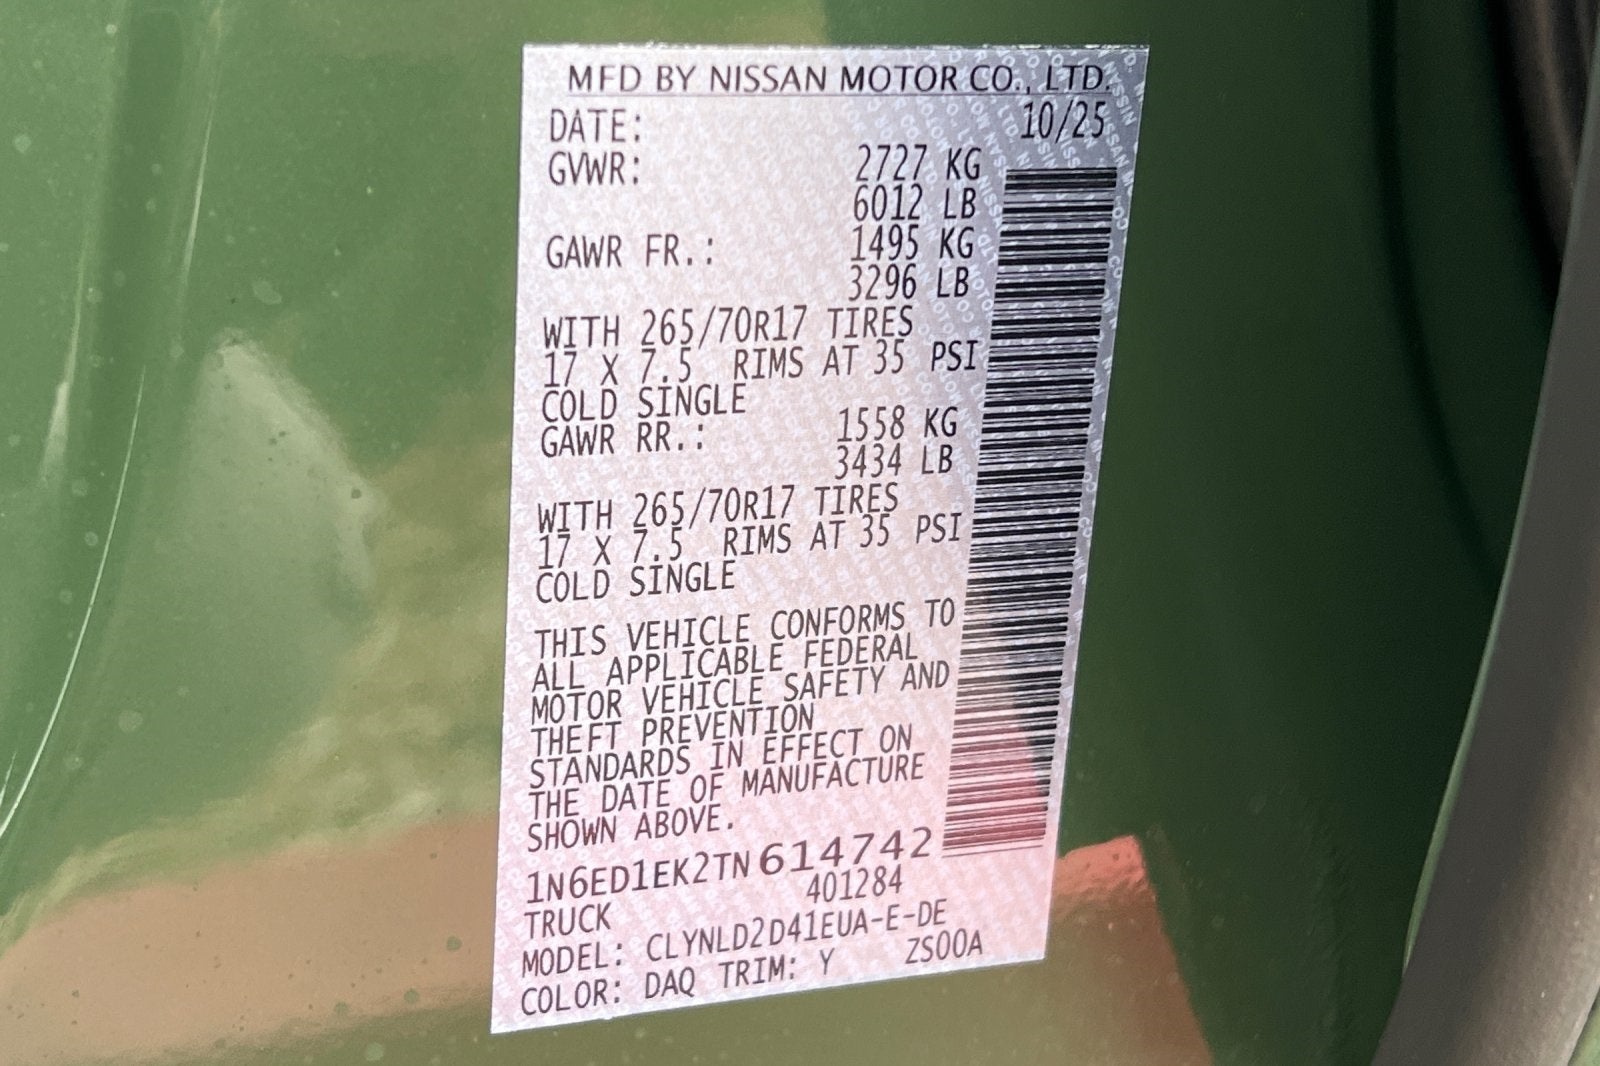 MFD BY NISSAN MOTOR CO., LTD.
DATE: 10/25
GVWR: 2727 KG
6012 LB
GAWR FR.: 1495 KG
3296 LB
WITH 265/70R17 TIRES
17 X 7.5 RIMS AT 35 PSI
COLD SINGLE
GAWR RR.: 1558 KG
3434 LB
WITH 265/70R17 TIRES
17 X 7.5 RIMS AT 35 PSI
COLD SINGLE
THIS VEHICLE CONFORMS TO
ALL APPLICABLE FEDERAL
MOTOR VEHICLE SAFETY AND
THEFT PREVENTION
STANDARDS IN EFFECT ON
THE DATE OF MANUFACTURE
SHOWN ABOVE.
1N6ED1EK2TN614742
TRUCK 401284
MODEL: CLYNLD2D41EUA-E-DE
COLOR: DAQ TRIM: Y ZS00A